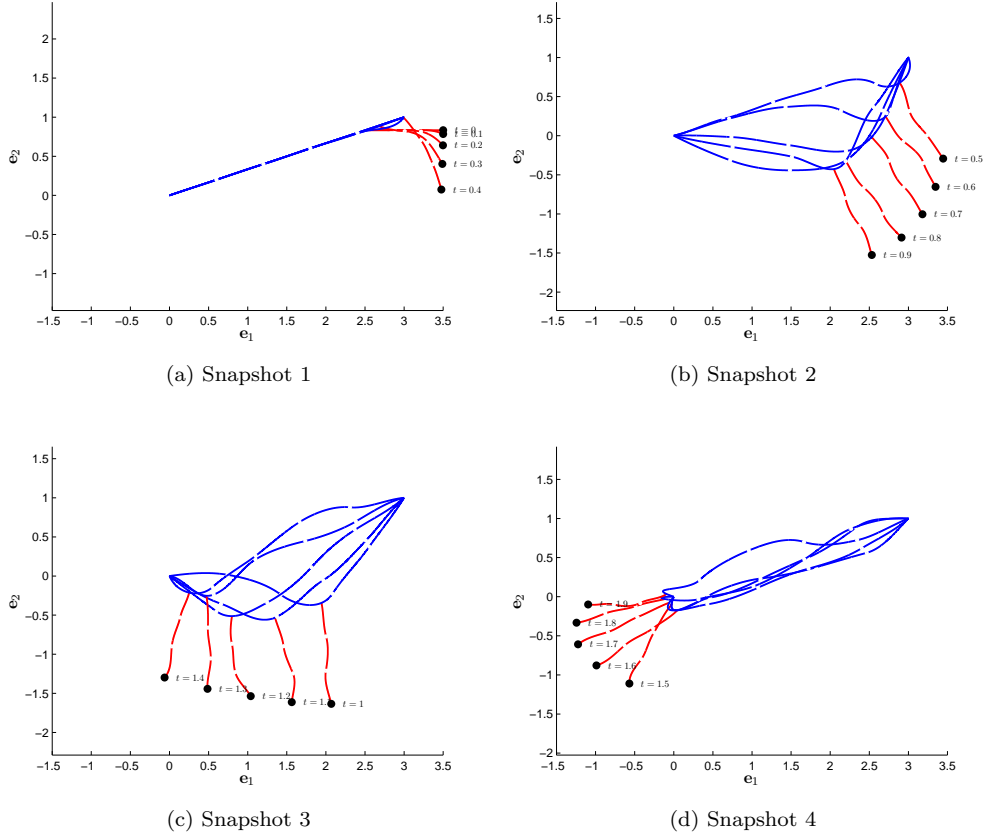 2
1.5
1
0.5
0
−0.5
−1
−1.5 −1 −0.5 0 0.5 1 1.5 2 2.5 3 3.5
e₂
e₁
t = 0.1
t = 0.2
t = 0.3
t = 0.4
(a) Snapshot 1
1.5
1
0.5
0
−0.5
−1
−1.5
−2
−1.5 −1 −0.5 0 0.5 1 1.5 2 2.5 3 3.5
e₂
e₁
t = 0.5
t = 0.6
t = 0.7
t = 0.8
t = 0.9
(b) Snapshot 2
1.5
1
0.5
0
−0.5
−1
−1.5
−2
−1.5 −1 −0.5 0 0.5 1 1.5 2 2.5 3 3.5
e₂
e₁
t = 1.4
t = 1.3
t = 1.2
t = 1.1
t = 1
(c) Snapshot 3
1.5
1
0.5
0
−0.5
−1
−1.5
−2
−1.5 −1 −0.5 0 0.5 1 1.5 2 2.5 3 3.5
e₂
e₁
t = 1.9
t = 1.8
t = 1.7
t = 1.6
t = 1.5
(d) Snapshot 4